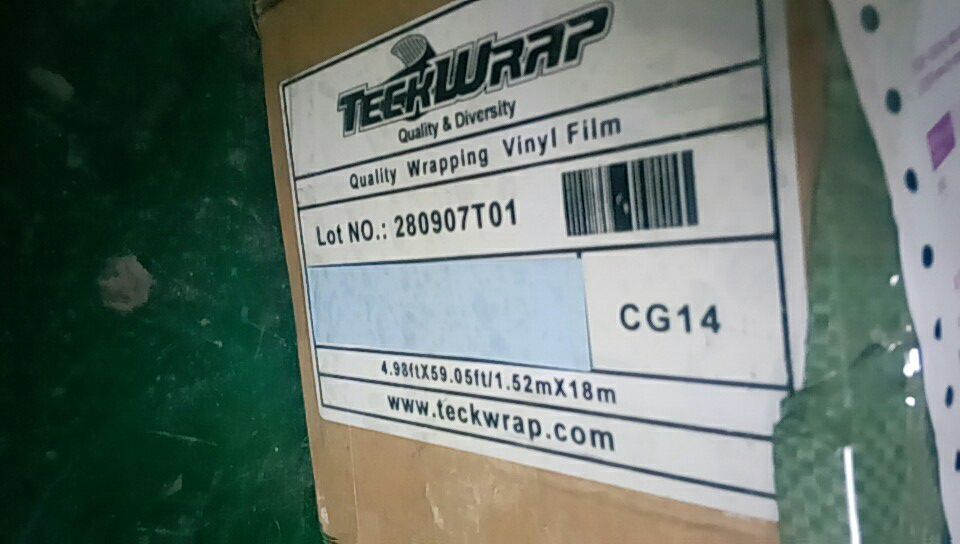 TECKWRAP
Quality & Diversity
Quality Wrapping Vinyl Film
Lot NO.: 280907T01
CG14
4.98ftX59.05ft/1.52mX18m
www.teckwrap.com